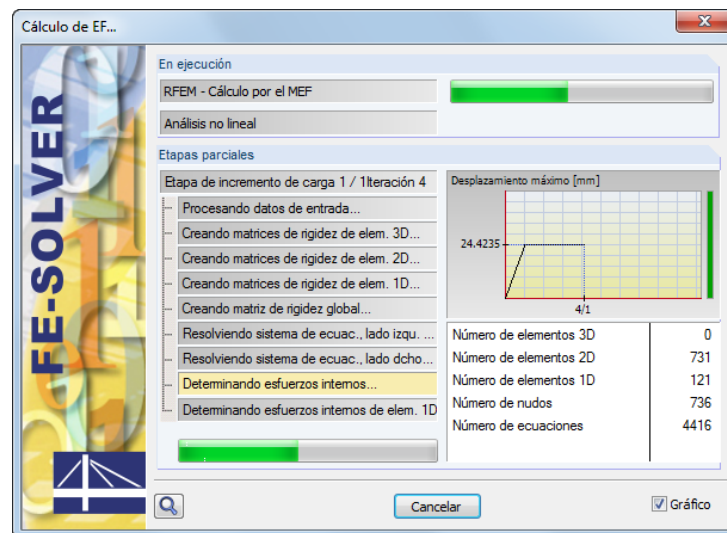 Cálculo de EF...
FE-SOLVER
En ejecución
RFEM - Cálculo por el MEF
Análisis no lineal
Etapas parciales
Etapa de incremento de carga 1 / 1Iteración 4
Procesando datos de entrada...
Creando matrices de rigidez de elem. 3D...
Creando matrices de rigidez de elem. 2D...
Creando matrices de rigidez de elem. 1D...
Creando matriz de rigidez global...
Resolviendo sistema de ecuac., lado izqu. ...
Resolviendo sistema de ecuac., lado dcho...
Determinando esfuerzos internos...
Determinando esfuerzos internos de elem. 1D
Desplazamiento máximo [mm]
24.4235
4/1
Número de elementos 3D 0
Número de elementos 2D 731
Número de elementos 1D 121
Número de nudos 736
Número de ecuaciones 4416
Cancelar
Gráfico